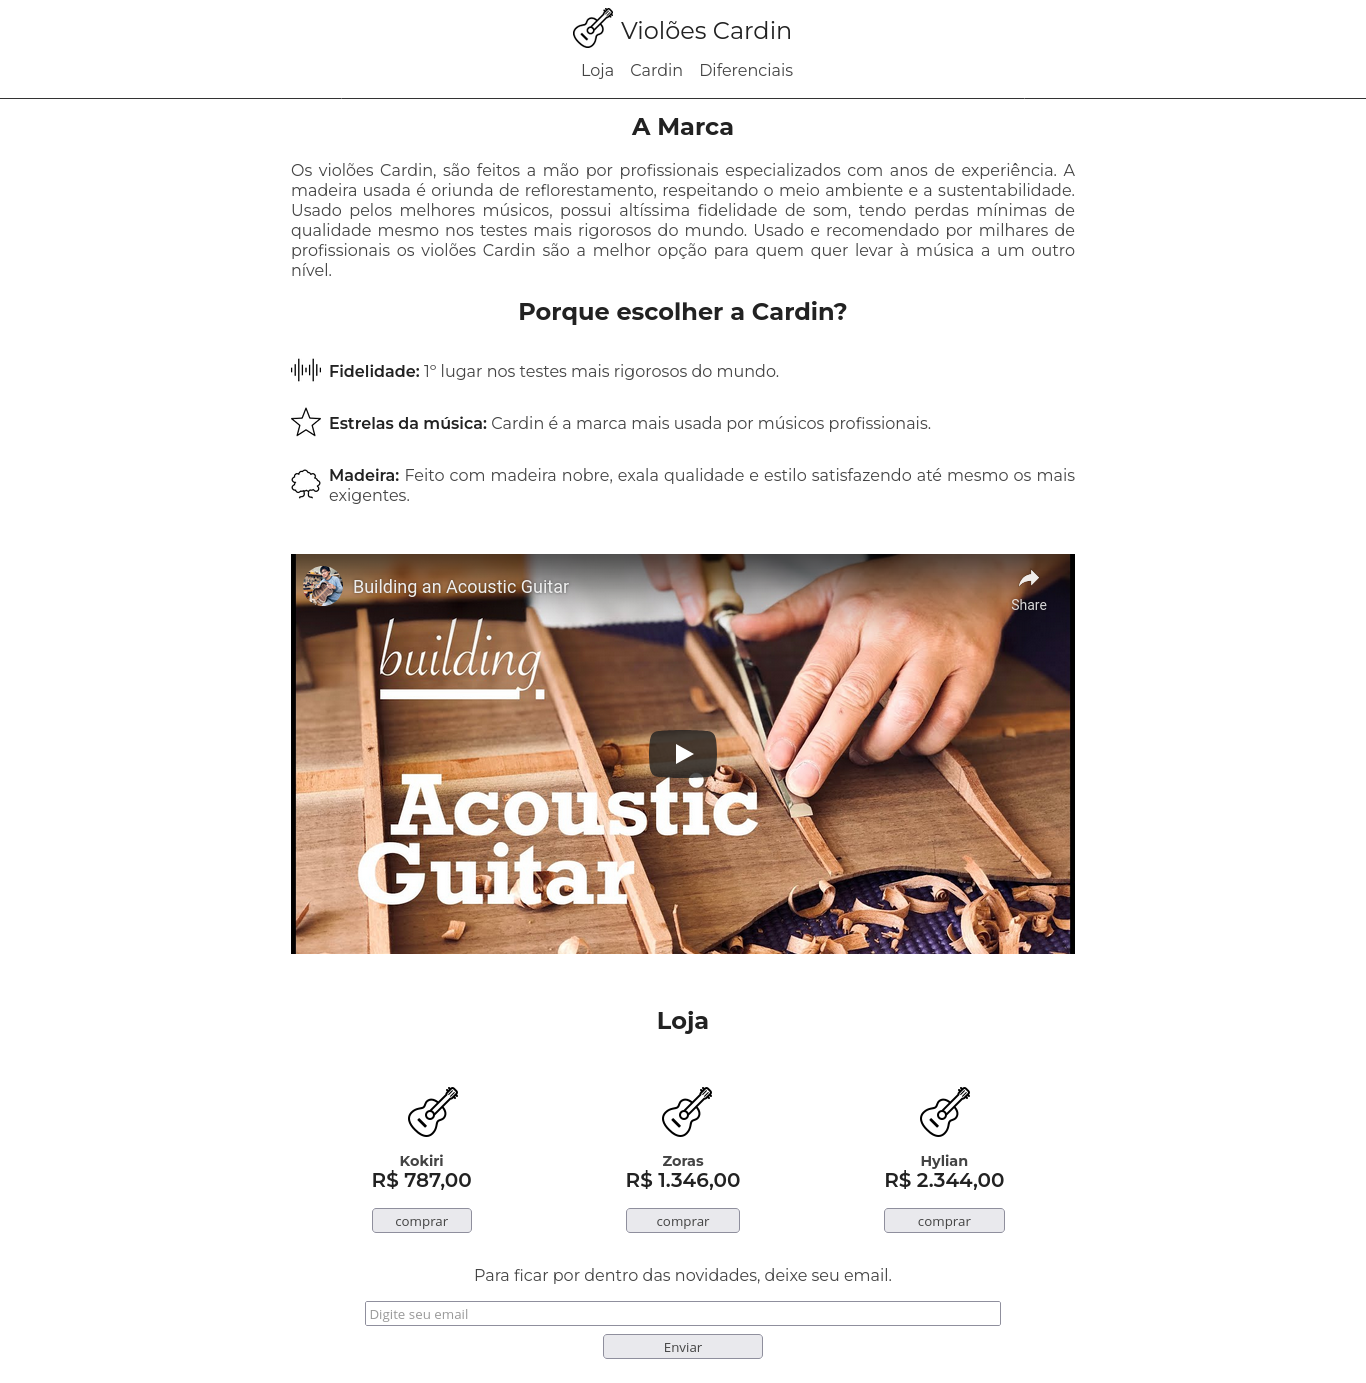 Violões Cardin
Loja Cardin Diferenciais
A Marca
Os violões Cardin, são feitos a mão por profissionais especializados com anos de experiência. A
madeira usada é oriunda de reflorestamento, respeitando o meio ambiente e a sustentabilidade.
Usado pelos melhores músicos, possui altíssima fidelidade de som, tendo perdas mínimas de
qualidade mesmo nos testes mais rigorosos do mundo. Usado e recomendado por milhares de
profissionais os violões Cardin são a melhor opção para quem quer levar à música a um outro
nível.
Porque escolher a Cardin?
Fidelidade: 1º lugar nos testes mais rigorosos do mundo.
Estrelas da música: Cardin é a marca mais usada por músicos profissionais.
Madeira: Feito com madeira nobre, exala qualidade e estilo satisfazendo até mesmo os mais
exigentes.
Building an Acoustic Guitar
Share
building
Acoustic
Guitar
Loja
Kokiri Zoras Hylian
R$ 787,00 R$ 1.346,00 R$ 2.344,00
comprar comprar comprar
Para ficar por dentro das novidades, deixe seu email.
Digite seu email
Enviar